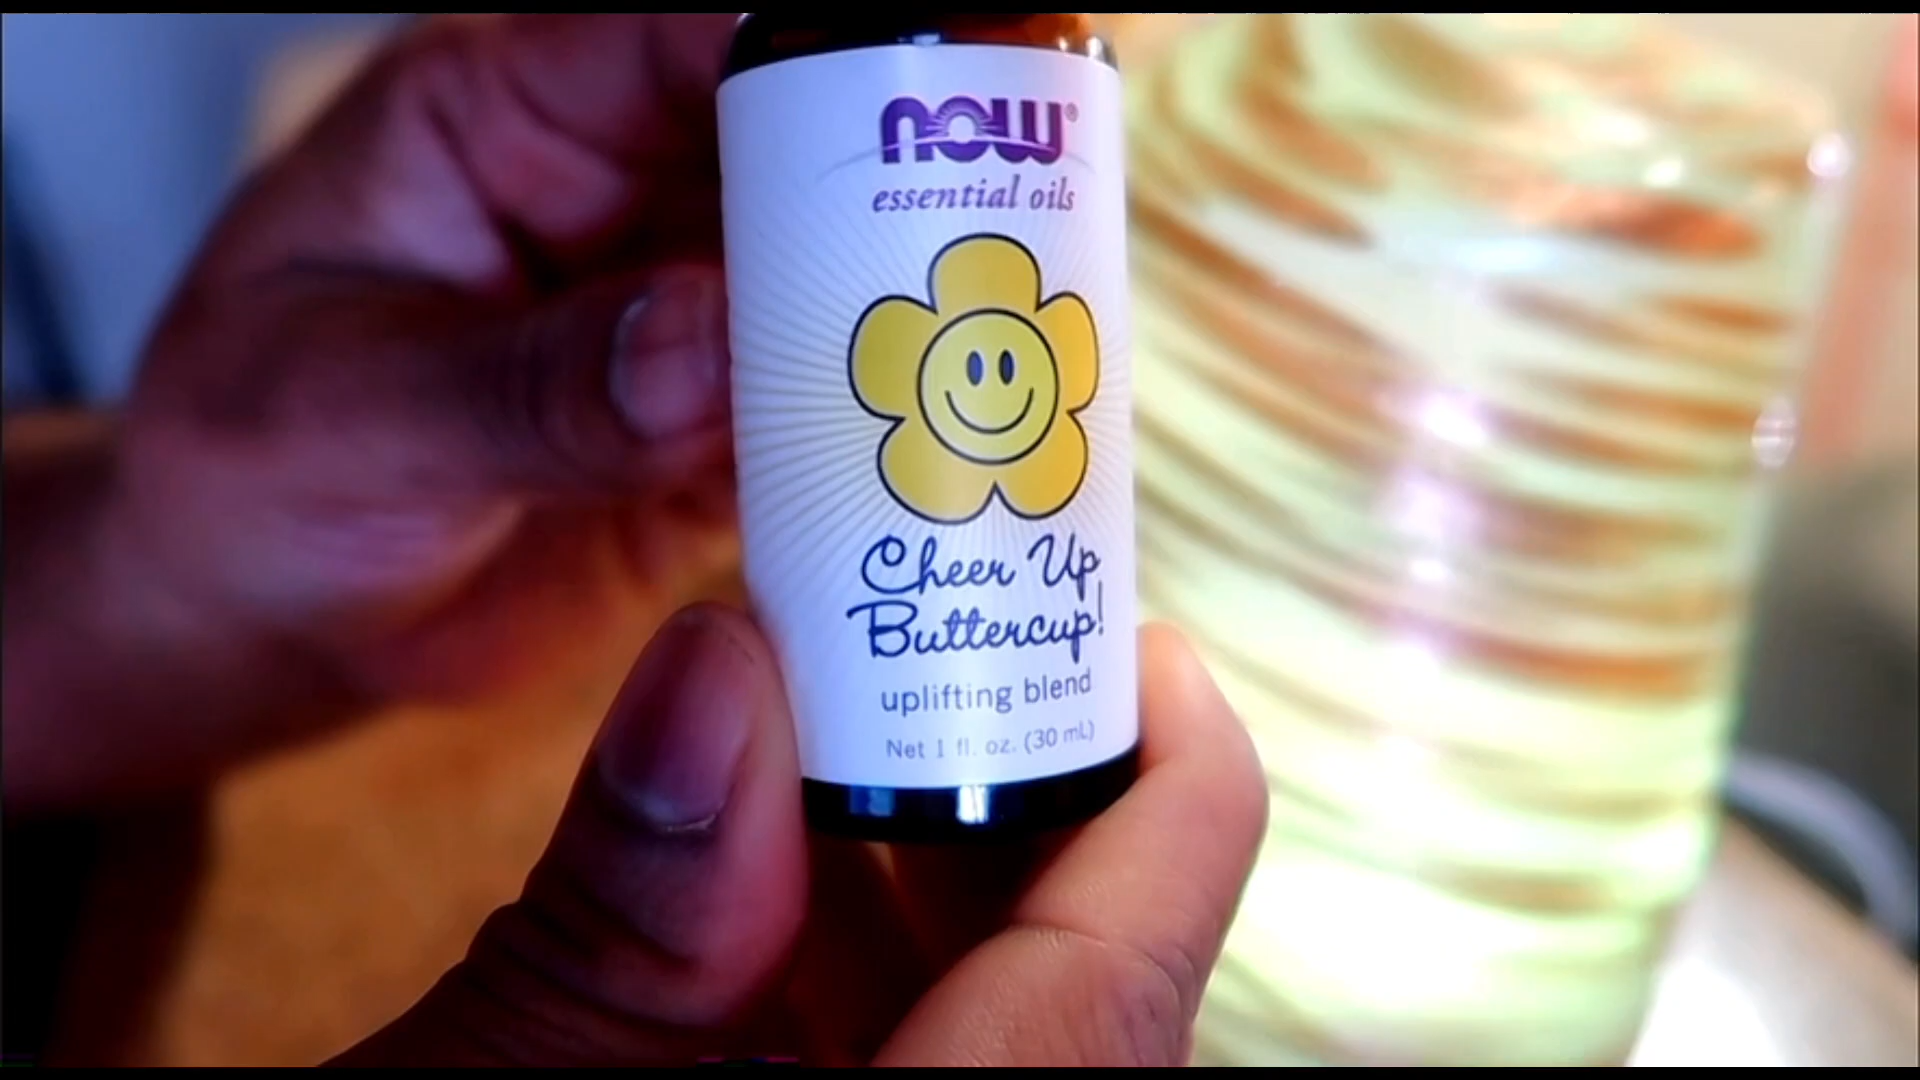 now®
essential oils
Cheer Up
Buttercup!
uplifting blend
Net 1 fl. oz. (30 mL)